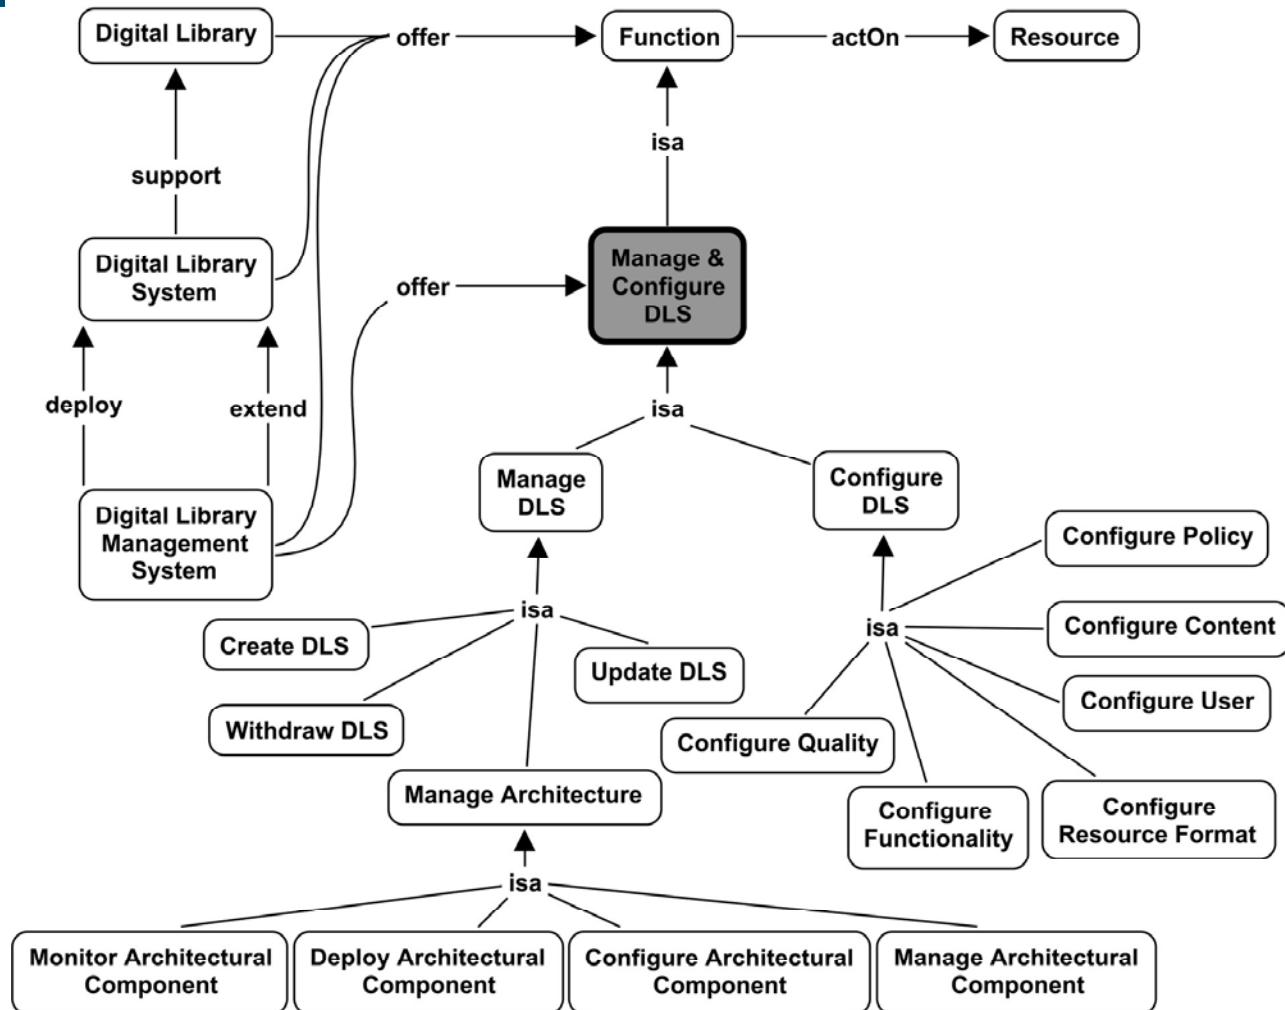 Digital Library
offer
Function
actOn
Resource
isa
support
Digital Library
System
offer
Manage &
Configure
DLS
deploy
extend
isa
Digital Library
Management
System
Manage
DLS
Configure
DLS
Configure Policy
isa
isa
Configure Content
Create DLS
Update DLS
Configure User
Withdraw DLS
Configure Quality
Manage Architecture
Configure
Functionality
Configure
Resource Format
isa
Monitor Architectural
Component
Deploy Architectural
Component
Configure Architectural
Component
Manage Architectural
Component